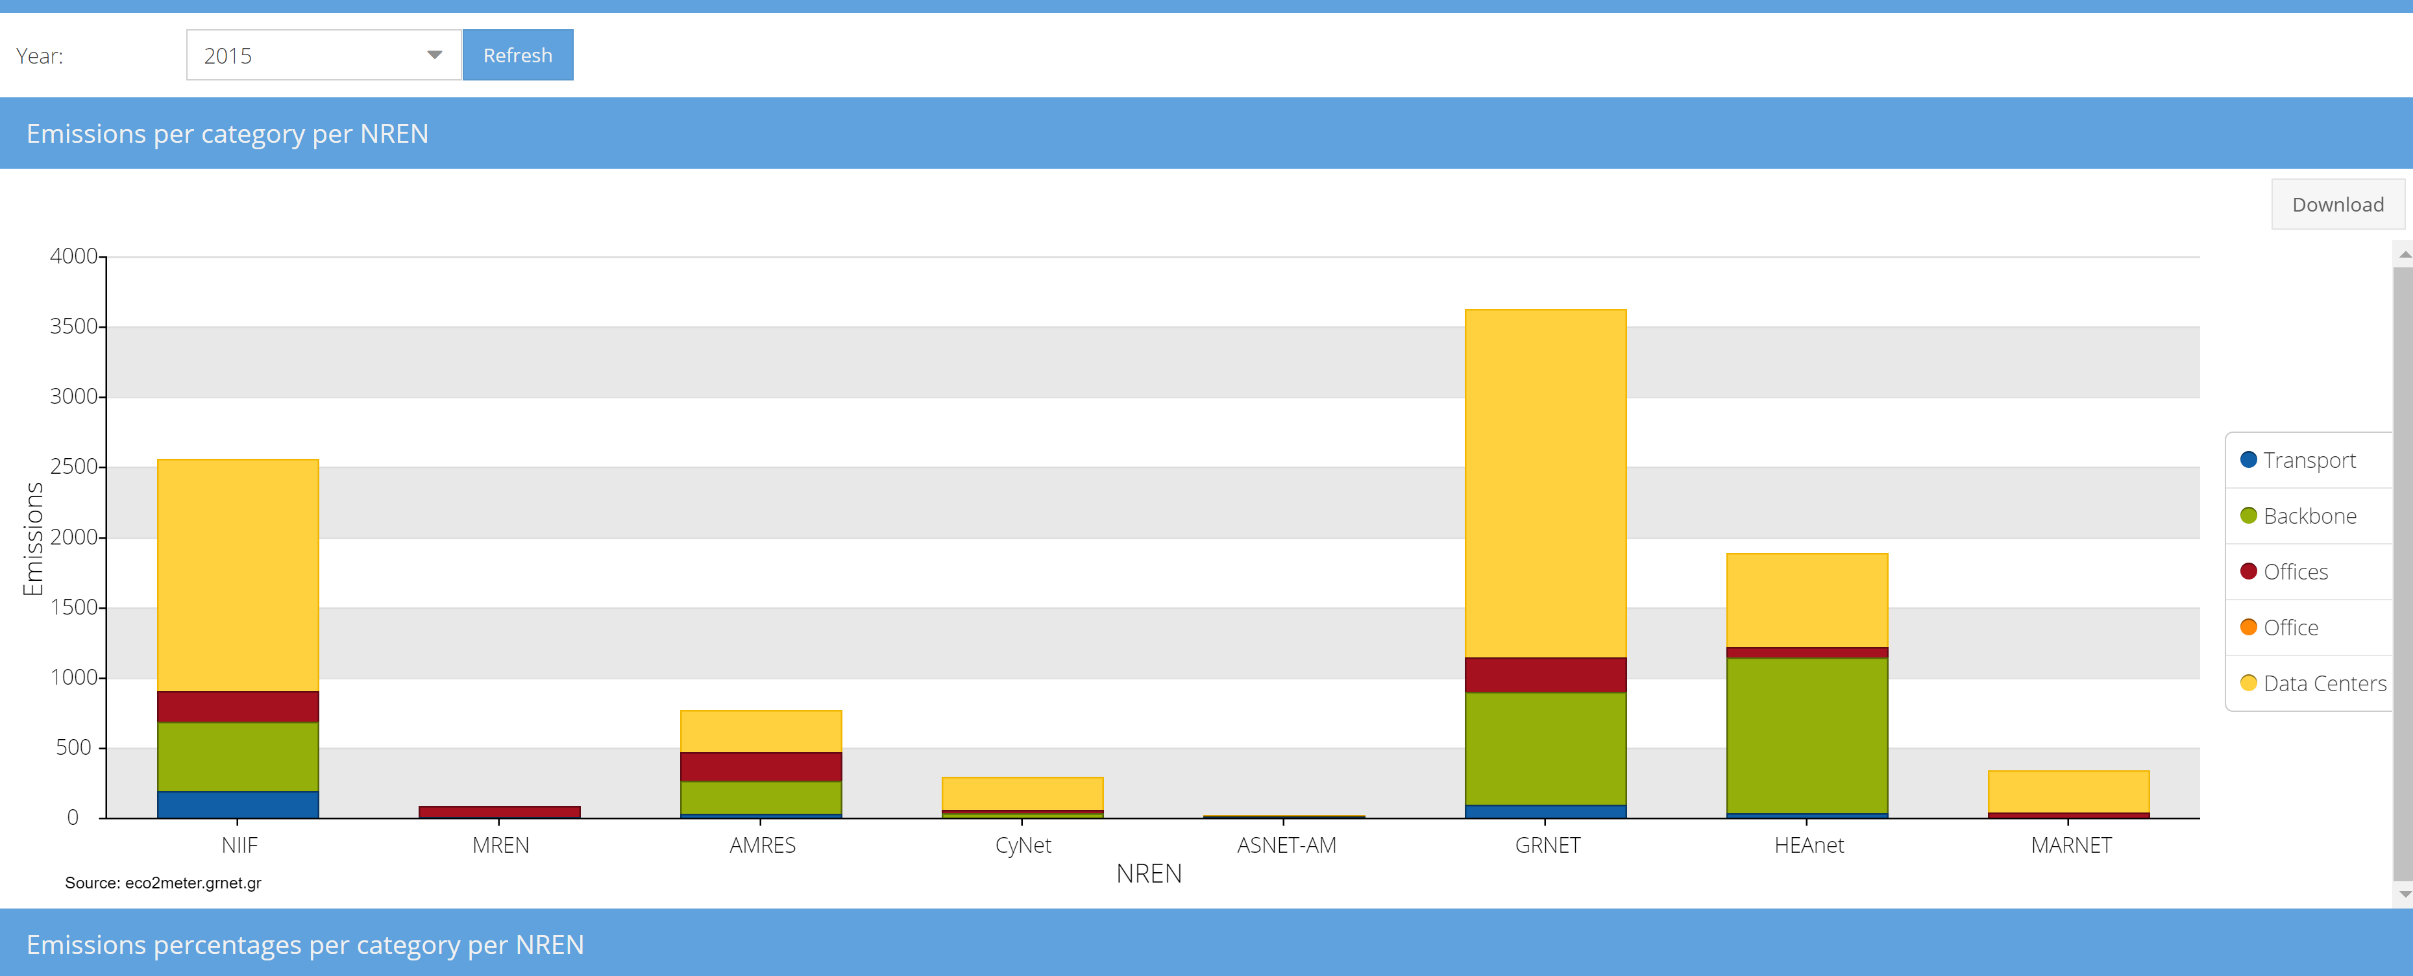 Year:
2015
Refresh
Emissions per category per NREN
Download
4000
3500
3000
2500
2000
1500
1000
500
0
Emissions
NIIF
MREN
AMRES
CyNet
ASNET-AM
GRNET
HEAnet
MARNET
NREN
Transport
Backbone
Offices
Office
Data Centers
Source: eco2meter.grnet.gr
Emissions percentages per category per NREN